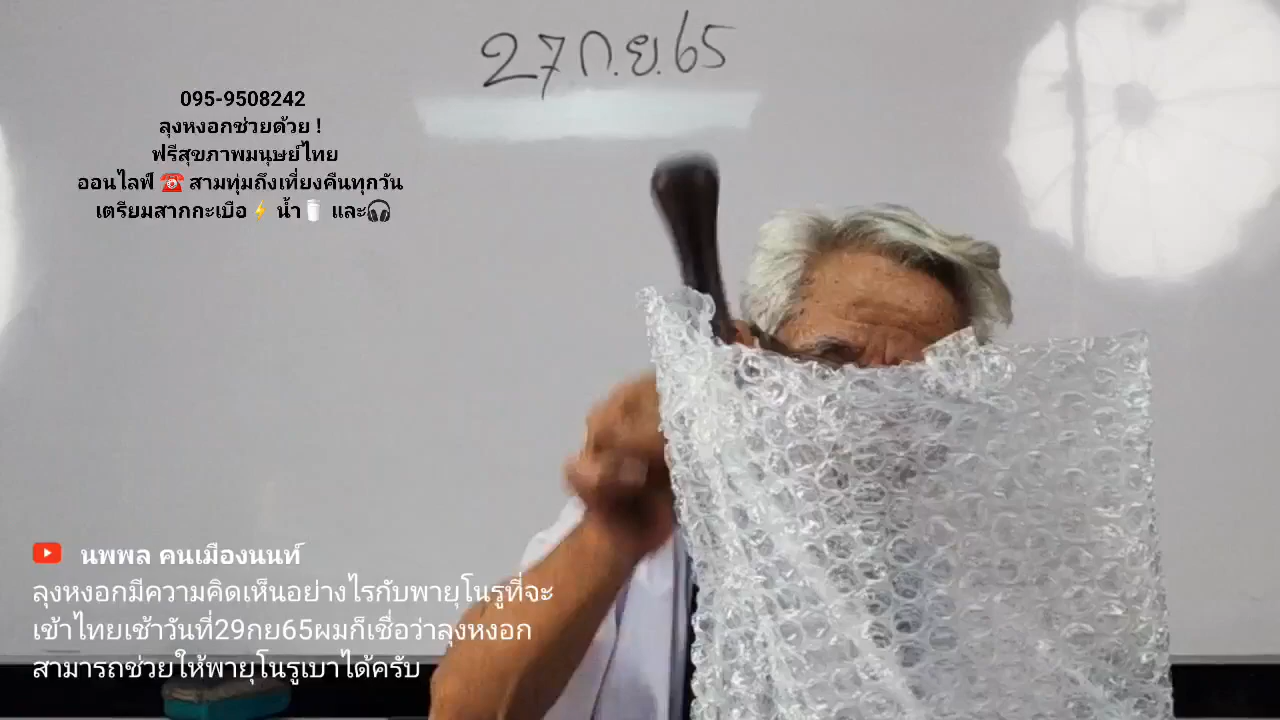 27 ก.ย.65
095-9508242
ลุงหงอกช่วยด้วย !
ฟรีสุขภาพมนุษย์ไทย
ออนไลฟ์ ☎️ สามทุ่มถึงเที่ยงคืนทุกวัน
เตรียมสากกะเบือ⚡ น้ำ🥛 และ🎧
นพพล คนเมืองนนท์
ลุงหงอกมีความคิดเห็นอย่างไรกับพายุโนรูที่จะ
เข้าไทยเช้าวันที่29กย65ผมก็เชื่อว่าลุงหงอก
สามารถช่วยให้พายุโนรูเบาได้ครับ